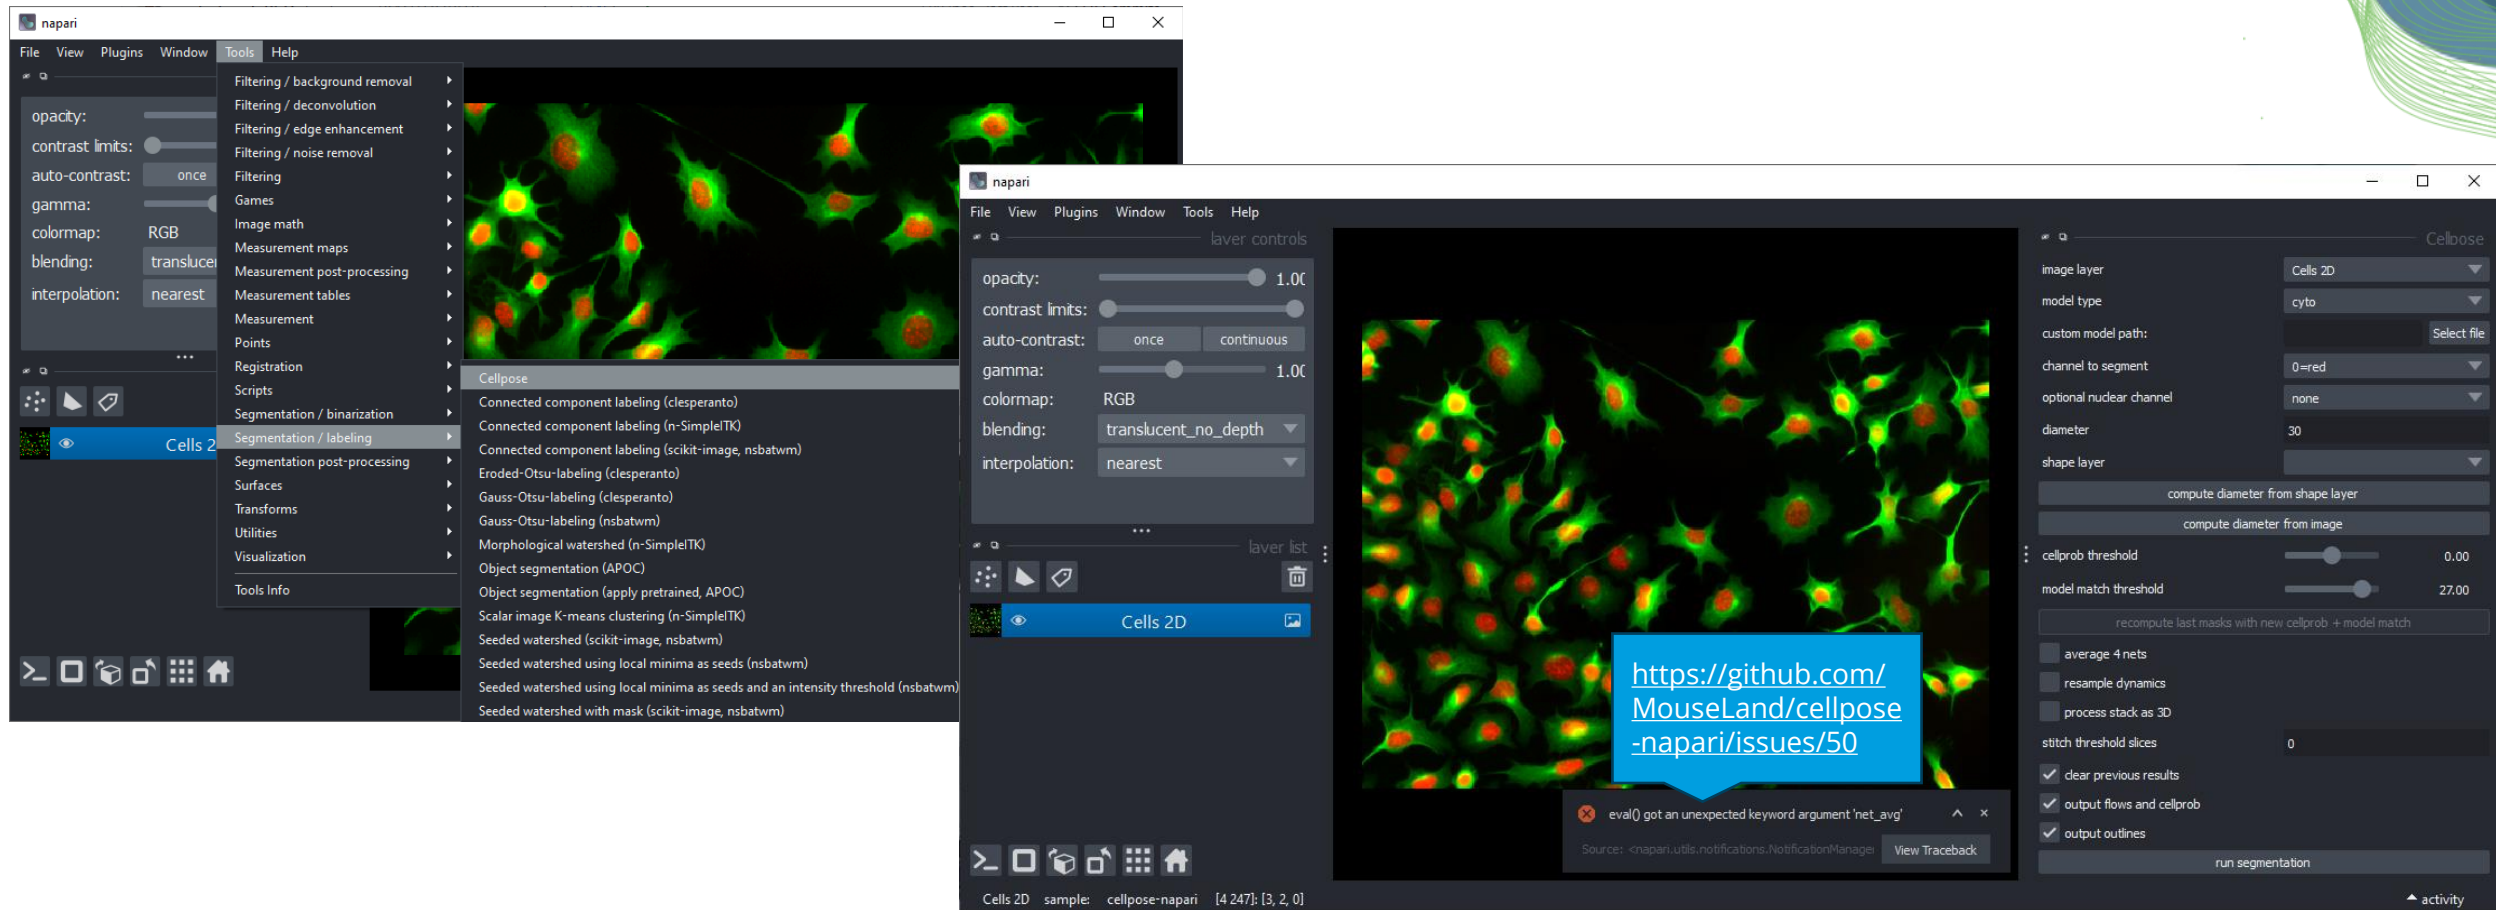 napari
File View Plugins Window Tools Help
opacity:
contrast limits:
auto-contrast: once
gamma:
colormap: RGB
blending: transluce
interpolation: nearest
Cells 2
Filtering / background removal
Filtering / deconvolution
Filtering / edge enhancement
Filtering / noise removal
Filtering
Games
Image math
Measurement maps
Measurement post-processing
Measurement tables
Measurement
Points
Registration
Scripts
Segmentation / binarization
Segmentation / labeling
Segmentation post-processing
Surfaces
Transforms
Utilities
Visualization
Tools Info
Cellpose
Connected component labeling (clesperanto)
Connected component labeling (n-SimpleITK)
Connected component labeling (scikit-image, nsbatwm)
Eroded-Otsu-labeling (clesperanto)
Gauss-Otsu-labeling (clesperanto)
Gauss-Otsu-labeling (nsbatwm)
Morphological watershed (n-SimpleITK)
Object segmentation (APOC)
Object segmentation (apply pretrained, APOC)
Scalar image K-means clustering (n-SimpleITK)
Seeded watershed (scikit-image, nsbatwm)
Seeded watershed using local minima as seeds (nsbatwm)
Seeded watershed using local minima as seeds and an intensity threshold (nsbatwm)
Seeded watershed with mask (scikit-image, nsbatwm)
napari
File View Plugins Window Tools Help
layer controls
opacity: 1.00
contrast limits:
auto-contrast: once continuous
gamma: 1.00
colormap: RGB
blending: translucent_no_depth
interpolation: nearest
layer list
Cells 2D
https://github.com/
MouseLand/cellpose
-napari/issues/50
eval() got an unexpected keyword argument 'net_avg'
Source: <napari.utils.notifications.NotificationManage View Traceback
Cellpose
image layer Cells 2D
model type cyto
custom model path: Select file
channel to segment 0=red
optional nuclear channel none
diameter 30
shape layer
compute diameter from shape layer
compute diameter from image
cellprob threshold 0.00
model match threshold 27.00
recompute last masks with new cellprob + model match
average 4 nets
resample dynamics
process stack as 3D
stitch threshold slices 0
clear previous results
output flows and cellprob
output outlines
run segmentation
Cells 2D sample: cellpose-napari [4 247]: [3, 2, 0]
activity